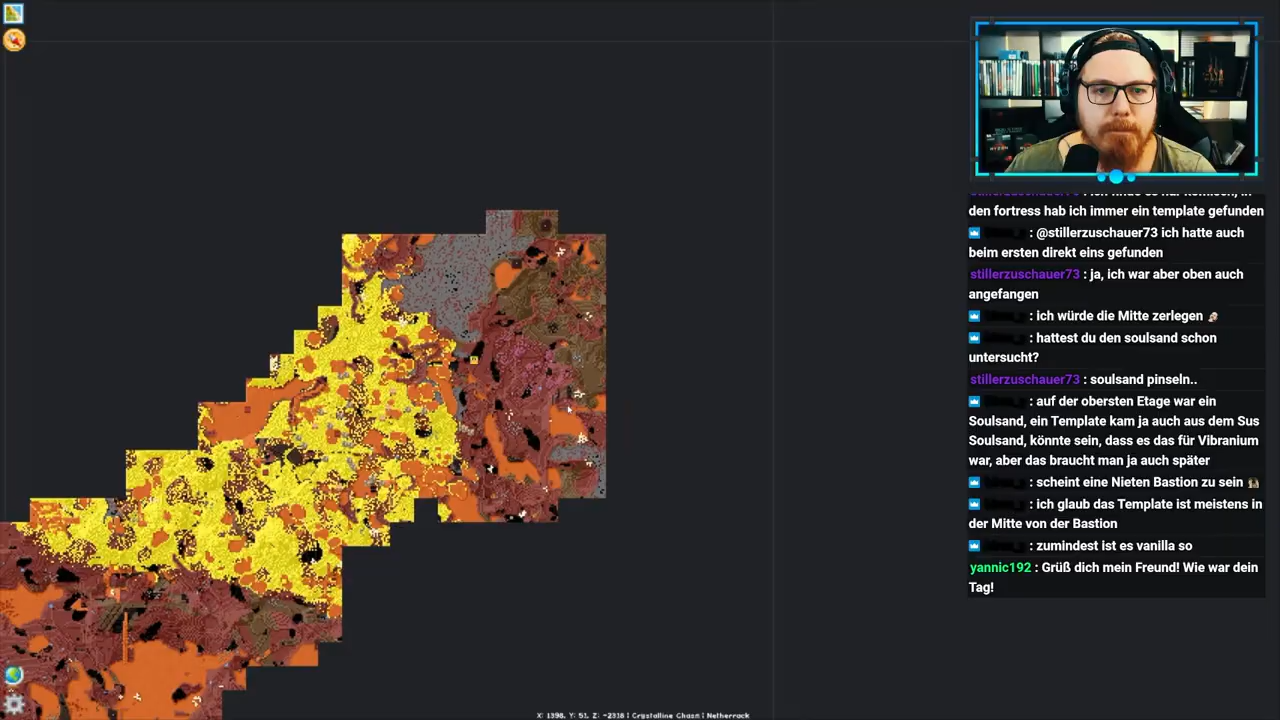 den fortress hab ich immer ein template gefunden
: @stillerzuschauer73 ich hatte auch
beim ersten direkt eins gefunden
stillerzuschauer73 : ja, ich war aber oben auch
angefangen
: ich würde die Mitte zerlegen
: hattest du den soulsand schon
untersucht?
stillerzuschauer73 : soulsand pinseln..
: auf der obersten Etage war ein
Soulsand, ein Template kam ja auch aus dem Sus
Soulsand, könnte sein, dass es das für Vibranium
war, aber das braucht man ja auch später
: scheint eine Nieten Bastion zu sein
: ich glaub das Template ist meistens in
der Mitte von der Bastion
: zumindest ist es vanilla so
yannic192 : Grüß dich mein Freund! Wie war dein
Tag!
X: 1398, Y: 51, Z: -2318 | Crystalline Chasm | Netherrack